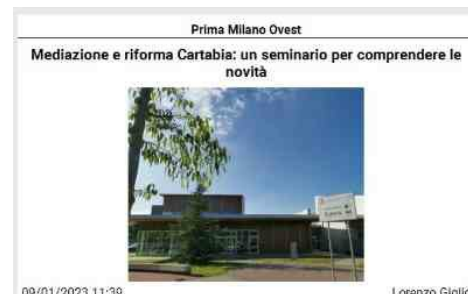 Prima Milano Ovest
Mediazione e riforma Cartabia: un seminario per comprendere le
novità
09/01/2023 11:39
Lorenzo